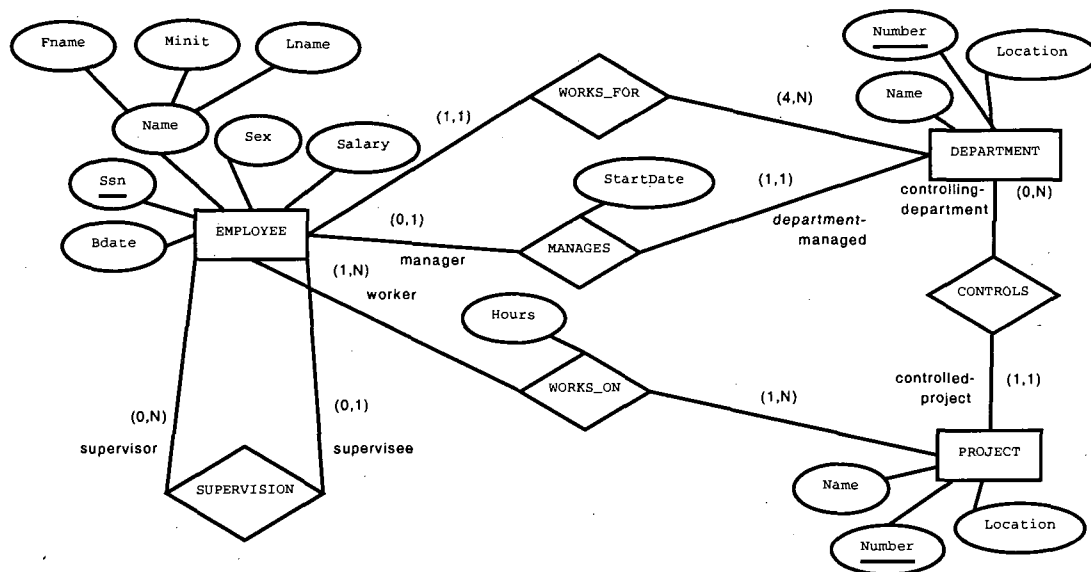 Fname
Minit
Lname
Number
Location
Name
WORKS_FOR
(4,N)
Name
Sex
Salary
(1,1)
DEPARTMENT
Ssn
StartDate
(1,1)
controlling-
department
(0,N)
Bdate
EMPLOYEE
(0,1)
manager
MANAGES
department-
managed
(1,N)
worker
CONTROLS
Hours
WORKS_ON
(1,N)
controlled-
project
(1,1)
(0,N)
supervisor
(0,1)
supervisee
PROJECT
SUPERVISION
Name
Number
Location